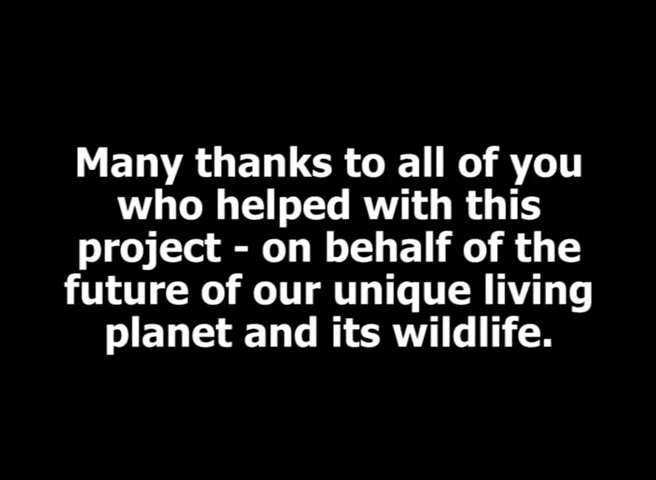 Many thanks to all of you
who helped with this
project - on behalf of the
future of our unique living
planet and its wildlife.